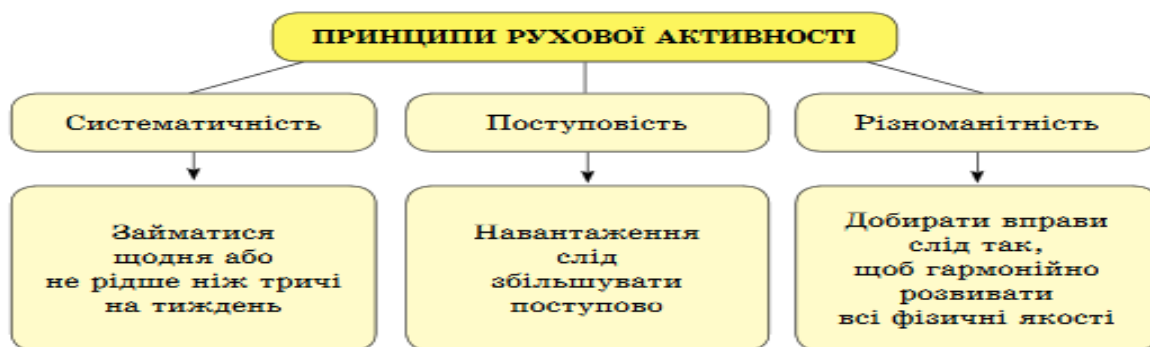 ПРИНЦИПИ РУХОВОЇ АКТИВНОСТІ
Систематичність
Поступовість
Різноманітність
Займатися
щодня або
не рідше ніж тричі
на тиждень
Навантаження
слід
збільшувати
поступово
Добирати вправи
слід так,
щоб гармонійно
розвивати
всі фізичні якості